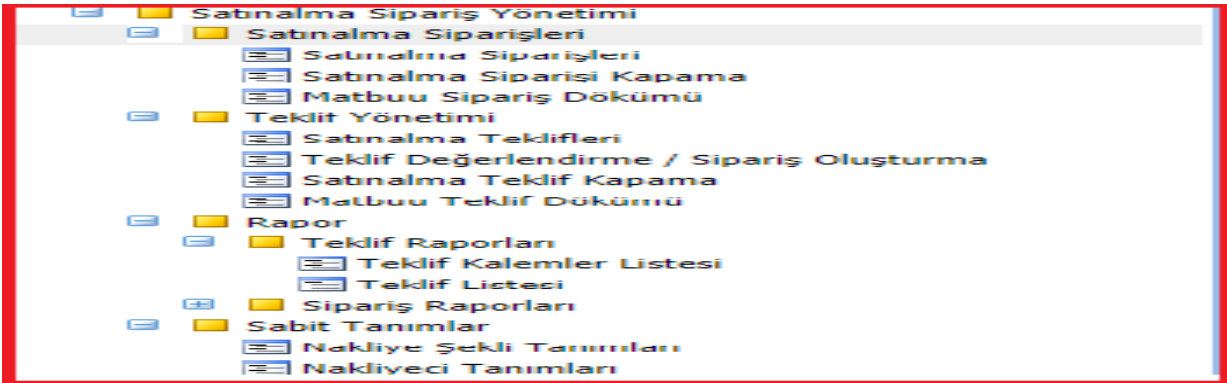 Satınalma Sipariş Yönetimi
Satınalma Siparişleri
Satınalma Siparişleri
Satınalma Siparişi Kapama
Matbuu Sipariş Dökümü
Teklif Yönetimi
Satınalma Teklifleri
Teklif Değerlendirme / Sipariş Oluşturma
Satınalma Teklif Kapama
Matbuu Teklif Dökümü
Rapor
Teklif Raporları
Teklif Kalemler Listesi
Teklif Listesi
Sipariş Raporları
Sabit Tanımlar
Nakliye Şekli Tanımları
Nakliyeci Tanımları